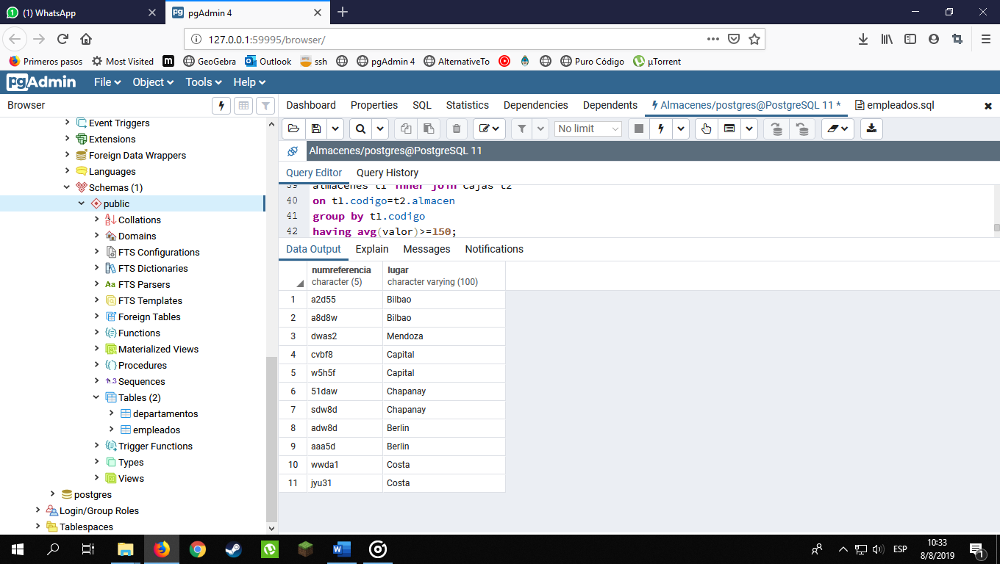 (1) WhatsApp
pgAdmin 4
127.0.0.1:59995/browser/
Primeros pasos Most Visited m GeoGebra Outlook ssh pgAdmin 4 AlternativeTo Puro Código µTorrent
pgAdmin File Object Tools Help
Browser
Dashboard Properties SQL Statistics Dependencies Dependents Almacenes/postgres@PostgreSQL 11 * empleados.sql
No limit
Almacenes/postgres@PostgreSQL 11
Query Editor Query History
39 almacenes t1 inner join cajas t2
40 on t1.codigo=t2.almacen
41 group by t1.codigo
42 having avg(valor)>=150;
Data Output Explain Messages Notifications
numreferencia lugar
character (5) character varying (100)
1 a2d55 Bilbao
2 a8d8w Bilbao
3 dwas2 Mendoza
4 cvbf8 Capital
5 w5h5f Capital
6 51daw Chapanay
7 sdw8d Chapanay
8 adw8d Berlin
9 aaa5d Berlin
10 wwda1 Costa
11 jyu31 Costa
Event Triggers
Extensions
Foreign Data Wrappers
Languages
Schemas (1)
public
Collations
Domains
FTS Configurations
FTS Dictionaries
Aa FTS Parsers
FTS Templates
Foreign Tables
Functions
Materialized Views
Procedures
1..3 Sequences
Tables (2)
departamentos
empleados
Trigger Functions
Types
Views
postgres
Login/Group Roles
Tablespaces
ESP
10:33
8/8/2019
1